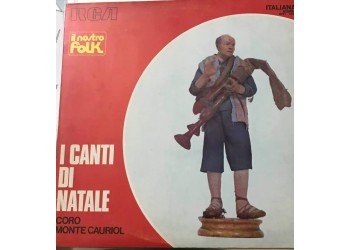 RCA
ITALIANA
il nostro
folk.
I CANTI
DI
NATALE
CORO
MONTE CAURIOL